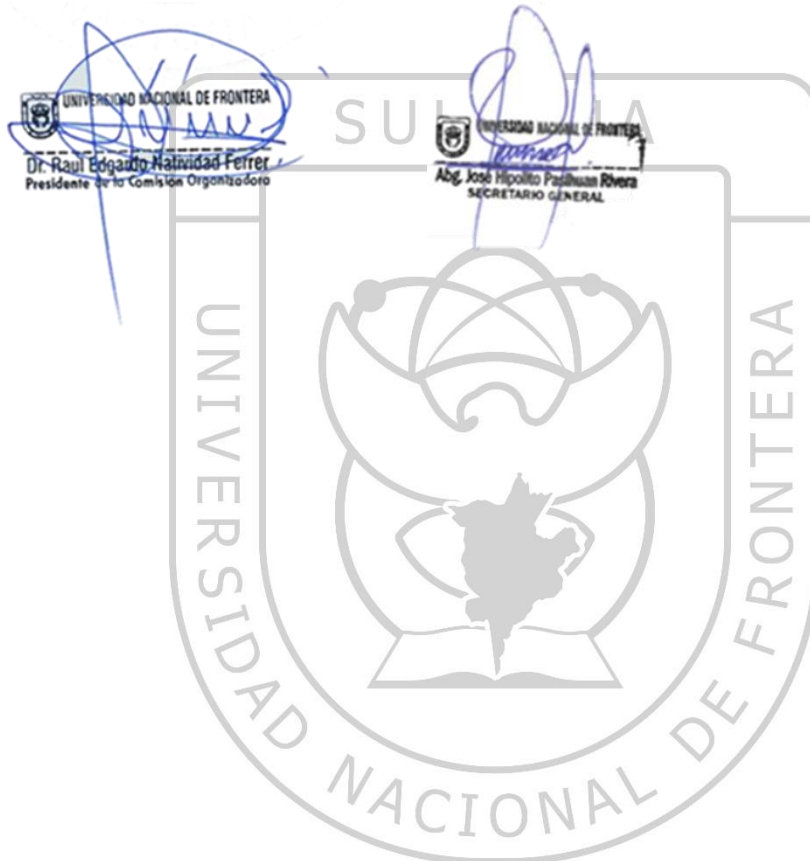 UNIVERSIDAD NACIONAL DE FRONTERA
Dr. Raul Edgardo Natividad Ferrer
Presidente de la Comisión Organizadora
UNIVERSIDAD NACIONAL DE FRONTERA
Abg. José Hipolito Pasihuan Rivera
SECRETARIO GENERAL
SULLANA
UNIVERSIDAD NACIONAL DE FRONTERA